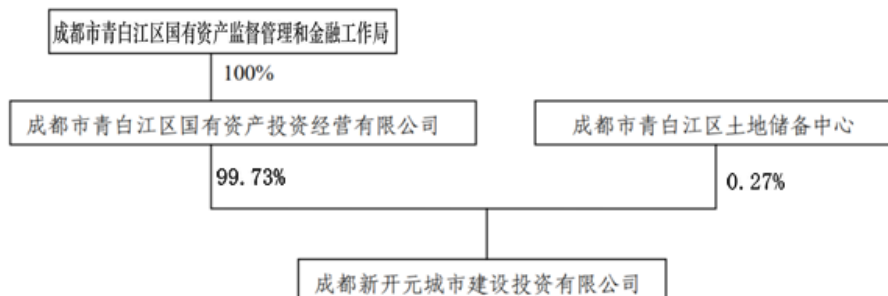 成都市青白江区国有资产监督管理和金融工作局
100%
成都市青白江区国有资产投资经营有限公司
成都市青白江区土地储备中心
99.73%
0.27%
成都新开元城市建设投资有限公司